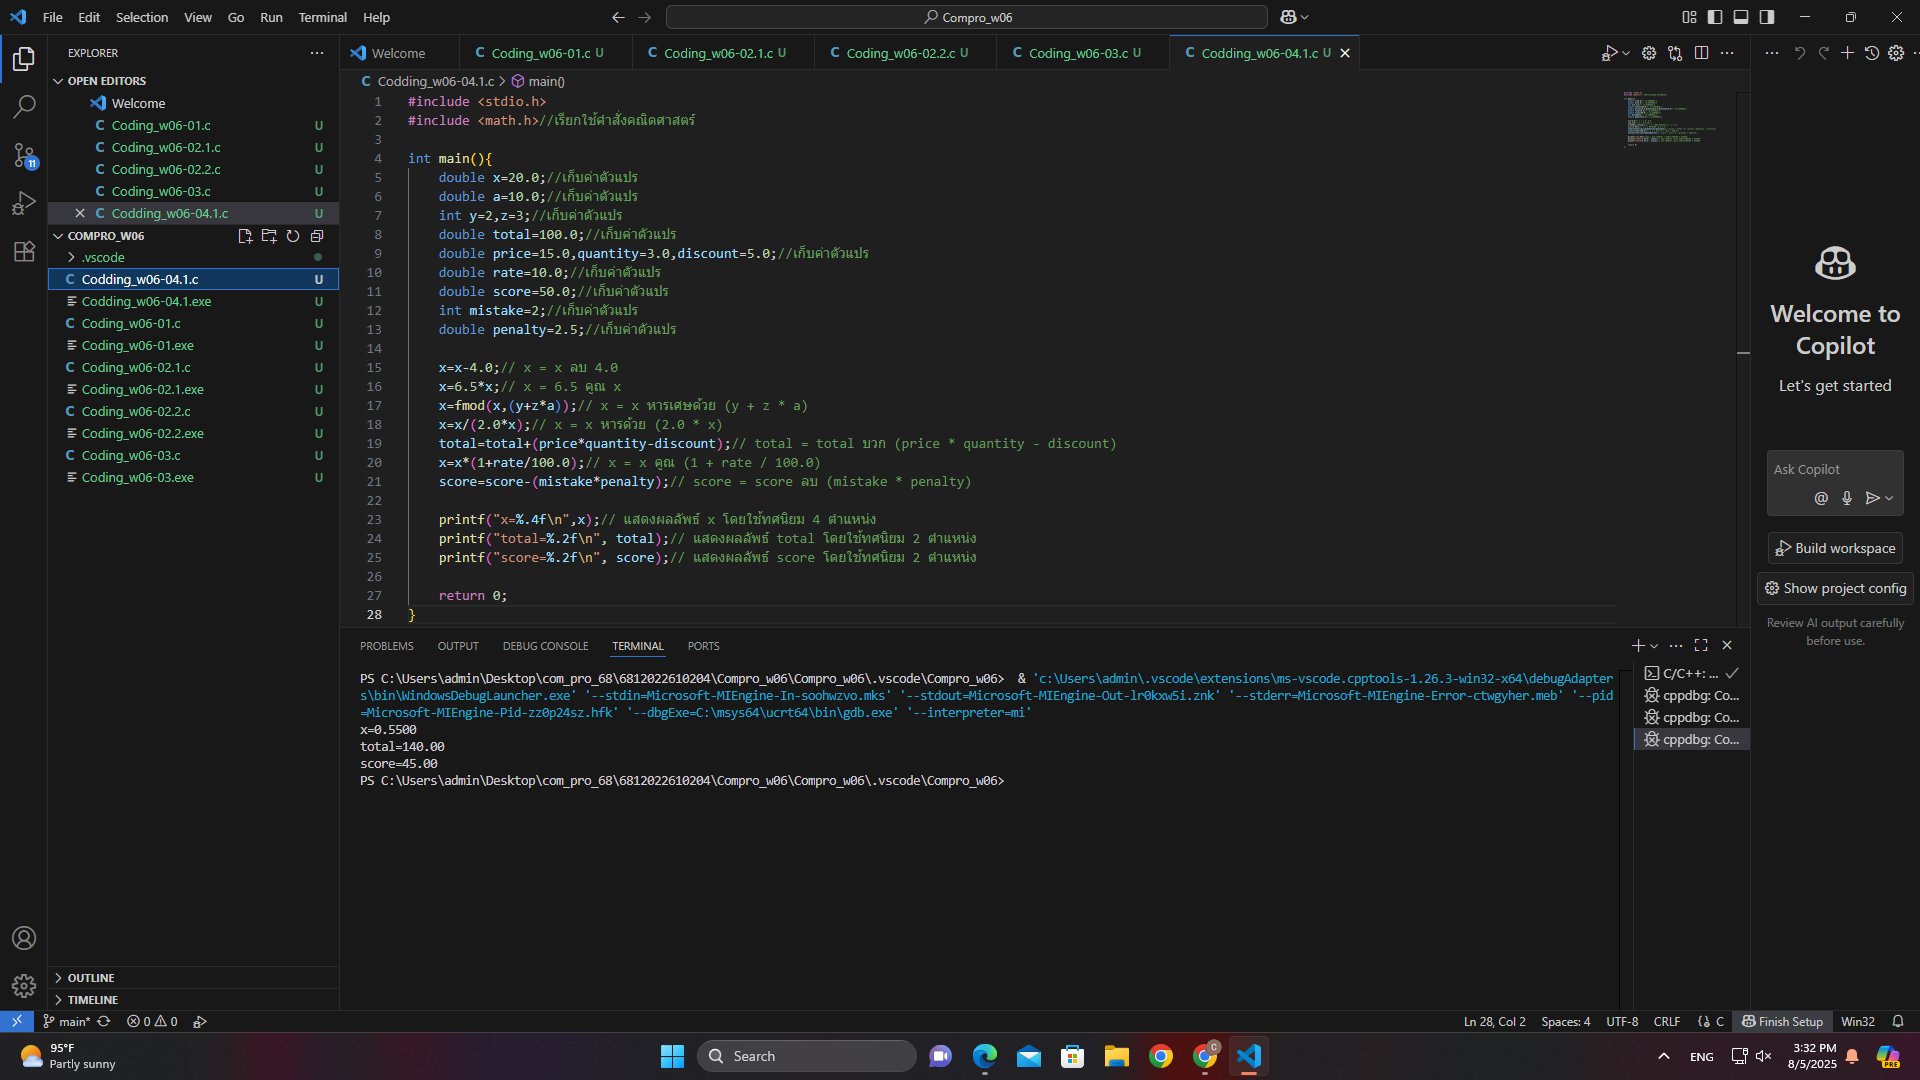 File Edit Selection View Go Run Terminal Help
Compro_w06
EXPLORER
OPEN EDITORS
Welcome
Coding_w06-01.c U
Coding_w06-02.1.c U
Coding_w06-02.2.c U
Coding_w06-03.c U
Codding_w06-04.1.c U
COMPRO_W06
.vscode
Codding_w06-04.1.c U
Codding_w06-04.1.exe U
Coding_w06-01.c U
Coding_w06-01.exe U
Coding_w06-02.1.c U
Coding_w06-02.1.exe U
Coding_w06-02.2.c U
Coding_w06-02.2.exe U
Coding_w06-03.c U
Coding_w06-03.exe U
OUTLINE
TIMELINE
11
Welcome Coding_w06-01.c U Coding_w06-02.1.c U Coding_w06-02.2.c U Coding_w06-03.c U Codding_w06-04.1.c U
Codding_w06-04.1.c > main()
1 #include <stdio.h>
2 #include <math.h>//เรียกใช้คำสั่งคณิตศาสตร์
3
4 int main(){
5 double x=20.0;//เก็บค่าตัวแปร
6 double a=10.0;//เก็บค่าตัวแปร
7 int y=2,z=3;//เก็บค่าตัวแปร
8 double total=100.0;//เก็บค่าตัวแปร
9 double price=15.0,quantity=3.0,discount=5.0;//เก็บค่าตัวแปร
10 double rate=10.0;//เก็บค่าตัวแปร
11 double score=50.0;//เก็บค่าตัวแปร
12 int mistake=2;//เก็บค่าตัวแปร
13 double penalty=2.5;//เก็บค่าตัวแปร
14
15 x=x-4.0;// x = x ลบ 4.0
16 x=6.5*x;// x = 6.5 คูณ x
17 x=fmod(x,(y+z*a));// x = x หารเศษด้วย (y + z * a)
18 x=x/(2.0*x);// x = x หารด้วย (2.0 * x)
19 total=total+(price*quantity-discount);// total = total บวก (price * quantity - discount)
20 x=x*(1+rate/100.0);// x = x คูณ (1 + rate / 100.0)
21 score=score-(mistake*penalty);// score = score ลบ (mistake * penalty)
22
23 printf("x=%.4f\n",x);// แสดงผลลัพธ์ x โดยใช้ทศนิยม 4 ตำแหน่ง
24 printf("total=%.2f\n", total);// แสดงผลลัพธ์ total โดยใช้ทศนิยม 2 ตำแหน่ง
25 printf("score=%.2f\n", score);// แสดงผลลัพธ์ score โดยใช้ทศนิยม 2 ตำแหน่ง
26
27 return 0;
28 }
PROBLEMS OUTPUT DEBUG CONSOLE TERMINAL PORTS
PS C:\Users\admin\Desktop\com_pro_68\6812022610204\Compro_w06\Compro_w06\.vscode\Compro_w06> & 'c:\Users\admin\.vscode\extensions\ms-vscode.cpptools-1.26.3-win32-x64\debugAdapter
s\bin\WindowsDebugLauncher.exe' '--stdin=Microsoft-MIEngine-In-soohwzvo.mks' '--stdout=Microsoft-MIEngine-Out-lr0kxw5i.znk' '--stderr=Microsoft-MIEngine-Error-ctwgyher.meb' '--pid
=Microsoft-MIEngine-Pid-zz0p24sz.hfk' '--dbgExe=C:\msys64\ucrt64\bin\gdb.exe' '--interpreter=mi'
x=0.5500
total=140.00
score=45.00
PS C:\Users\admin\Desktop\com_pro_68\6812022610204\Compro_w06\Compro_w06\.vscode\Compro_w06>
C/C++: ...
cppdbg: Co...
cppdbg: Co...
cppdbg: Co...
Welcome to
Copilot
Let's get started
Ask Copilot
@
Build workspace
Show project config
Review AI output carefully
before use.
main* 0 0
Ln 28, Col 2 Spaces: 4 UTF-8 CRLF {} C Finish Setup Win32
95°F
Partly sunny
Search
C
ENG
3:32 PM
8/5/2025
PRE